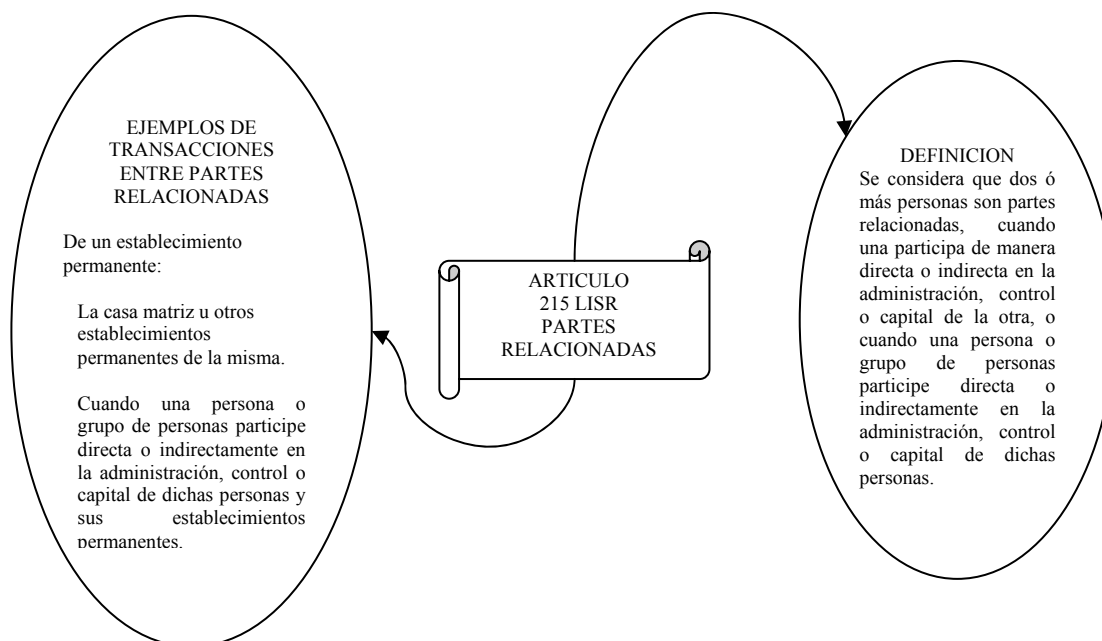 EJEMPLOS DE
TRANSACCIONES
ENTRE PARTES
RELACIONADAS
De un establecimiento
permanente:
La casa matriz u otros
establecimientos
permanentes de la misma.
Cuando una persona o
grupo de personas participe
directa o indirectamente en
la administración, control o
capital de dichas personas y
sus establecimientos
permanentes.
ARTICULO
215 LISR
PARTES
RELACIONADAS
DEFINICION
Se considera que dos ó
más personas son partes
relacionadas, cuando
una participa de manera
directa o indirecta en la
administración, control
o capital de la otra, o
cuando una persona o
grupo de personas
participe directa o
indirectamente en la
administración, control
o capital de dichas
personas.